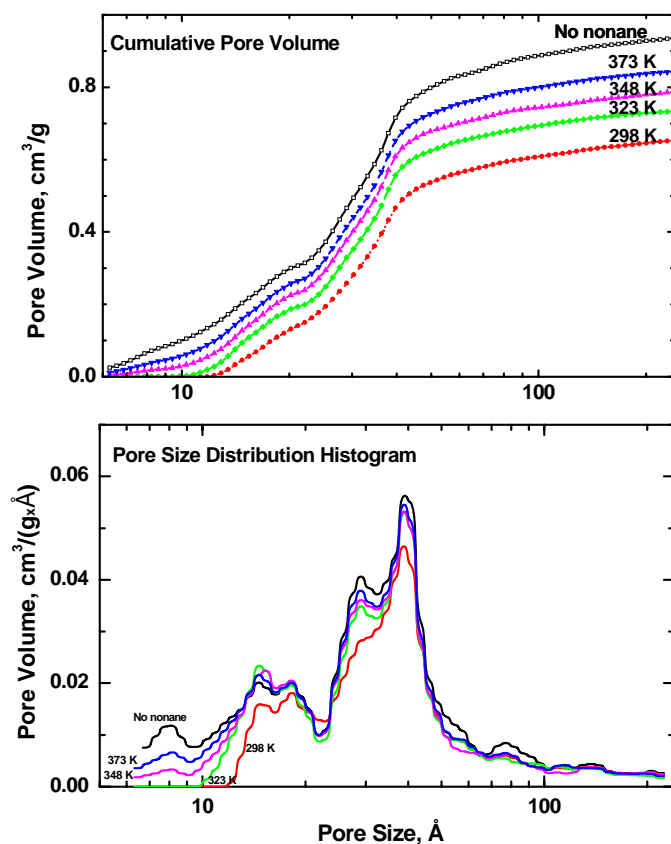 No nonane
Cumulative Pore Volume
373 K
348 K
323 K
298 K
0.8
0.4
0.0
Pore Volume, cm³/g
10
100
Pore Size Distribution Histogram
0.06
0.04
0.02
0.00
Pore Volume, cm³/(gxÅ)
No nonane
373 K
348 K
323 K
298 K
10
100
Pore Size, Å